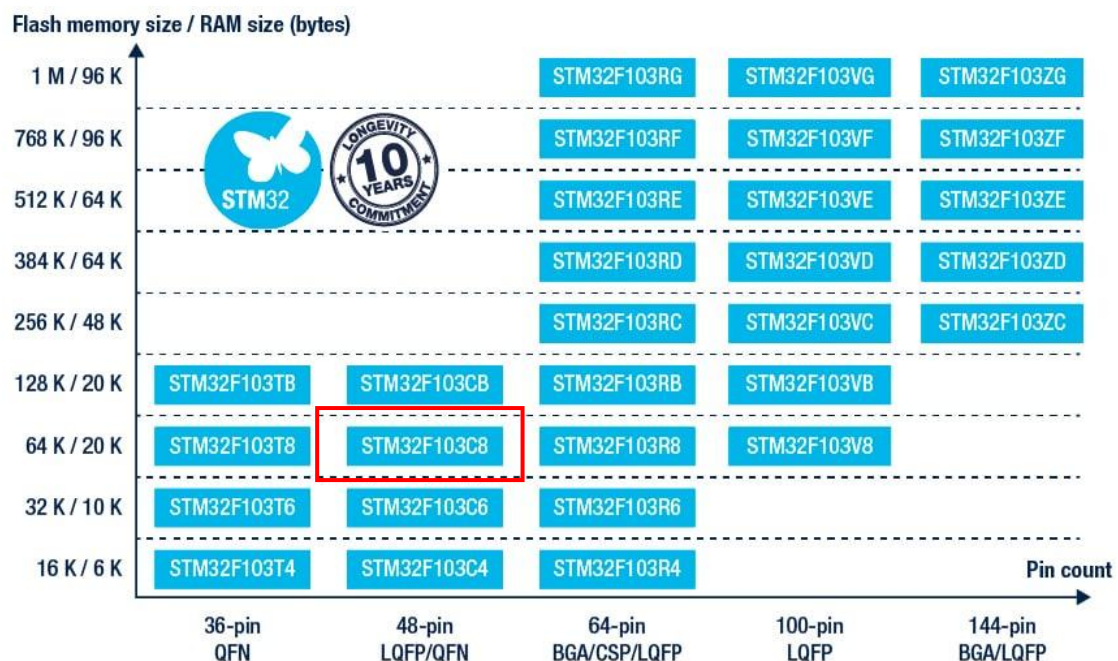 Flash memory size / RAM size (bytes)
1 M / 96 K STM32F103RG STM32F103VG STM32F103ZG
768 K / 96 K STM32F103RF STM32F103VF STM32F103ZF
LONGEVITY
10
YEARS
COMMITMENT
STM32
512 K / 64 K STM32F103RE STM32F103VE STM32F103ZE
384 K / 64 K STM32F103RD STM32F103VD STM32F103ZD
256 K / 48 K STM32F103RC STM32F103VC STM32F103ZC
128 K / 20 K STM32F103TB STM32F103CB STM32F103RB STM32F103VB
64 K / 20 K STM32F103T8 STM32F103C8 STM32F103R8 STM32F103V8
32 K / 10 K STM32F103T6 STM32F103C6 STM32F103R6
16 K / 6 K STM32F103T4 STM32F103C4 STM32F103R4 Pin count
36-pin 48-pin 64-pin 100-pin 144-pin
QFN LQFP/QFN BGA/CSP/LQFP LQFP BGA/LQFP